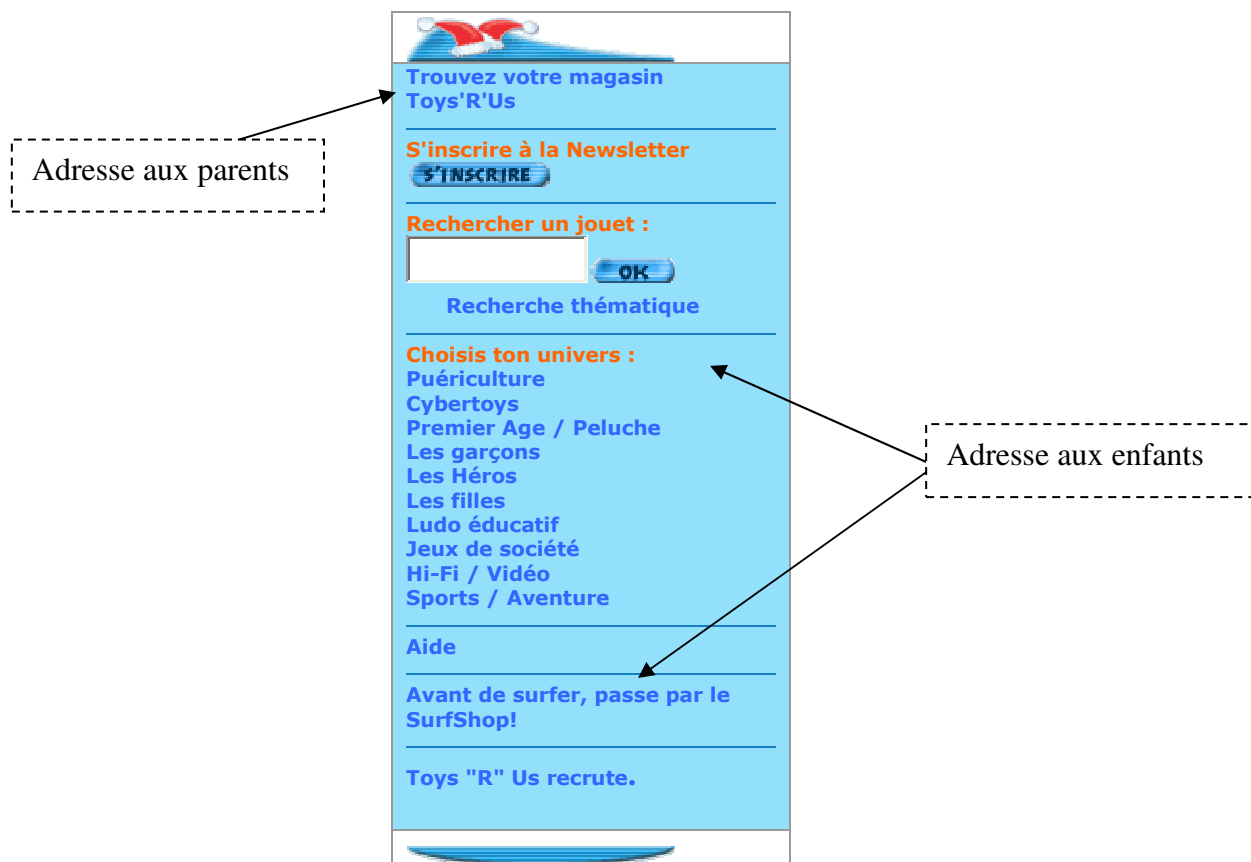 Trouvez votre magasin
Toys'R'Us
Adresse aux parents
S'inscrire à la Newsletter
S'INSCRIRE
Rechercher un jouet :
OK
Recherche thématique
Choisis ton univers :
Puériculture
Cybertoys
Premier Age / Peluche
Les garçons
Les Héros
Les filles
Ludo éducatif
Jeux de société
Hi-Fi / Vidéo
Sports / Aventure
Adresse aux enfants
Aide
Avant de surfer, passe par le
SurfShop!
Toys "R" Us recrute.